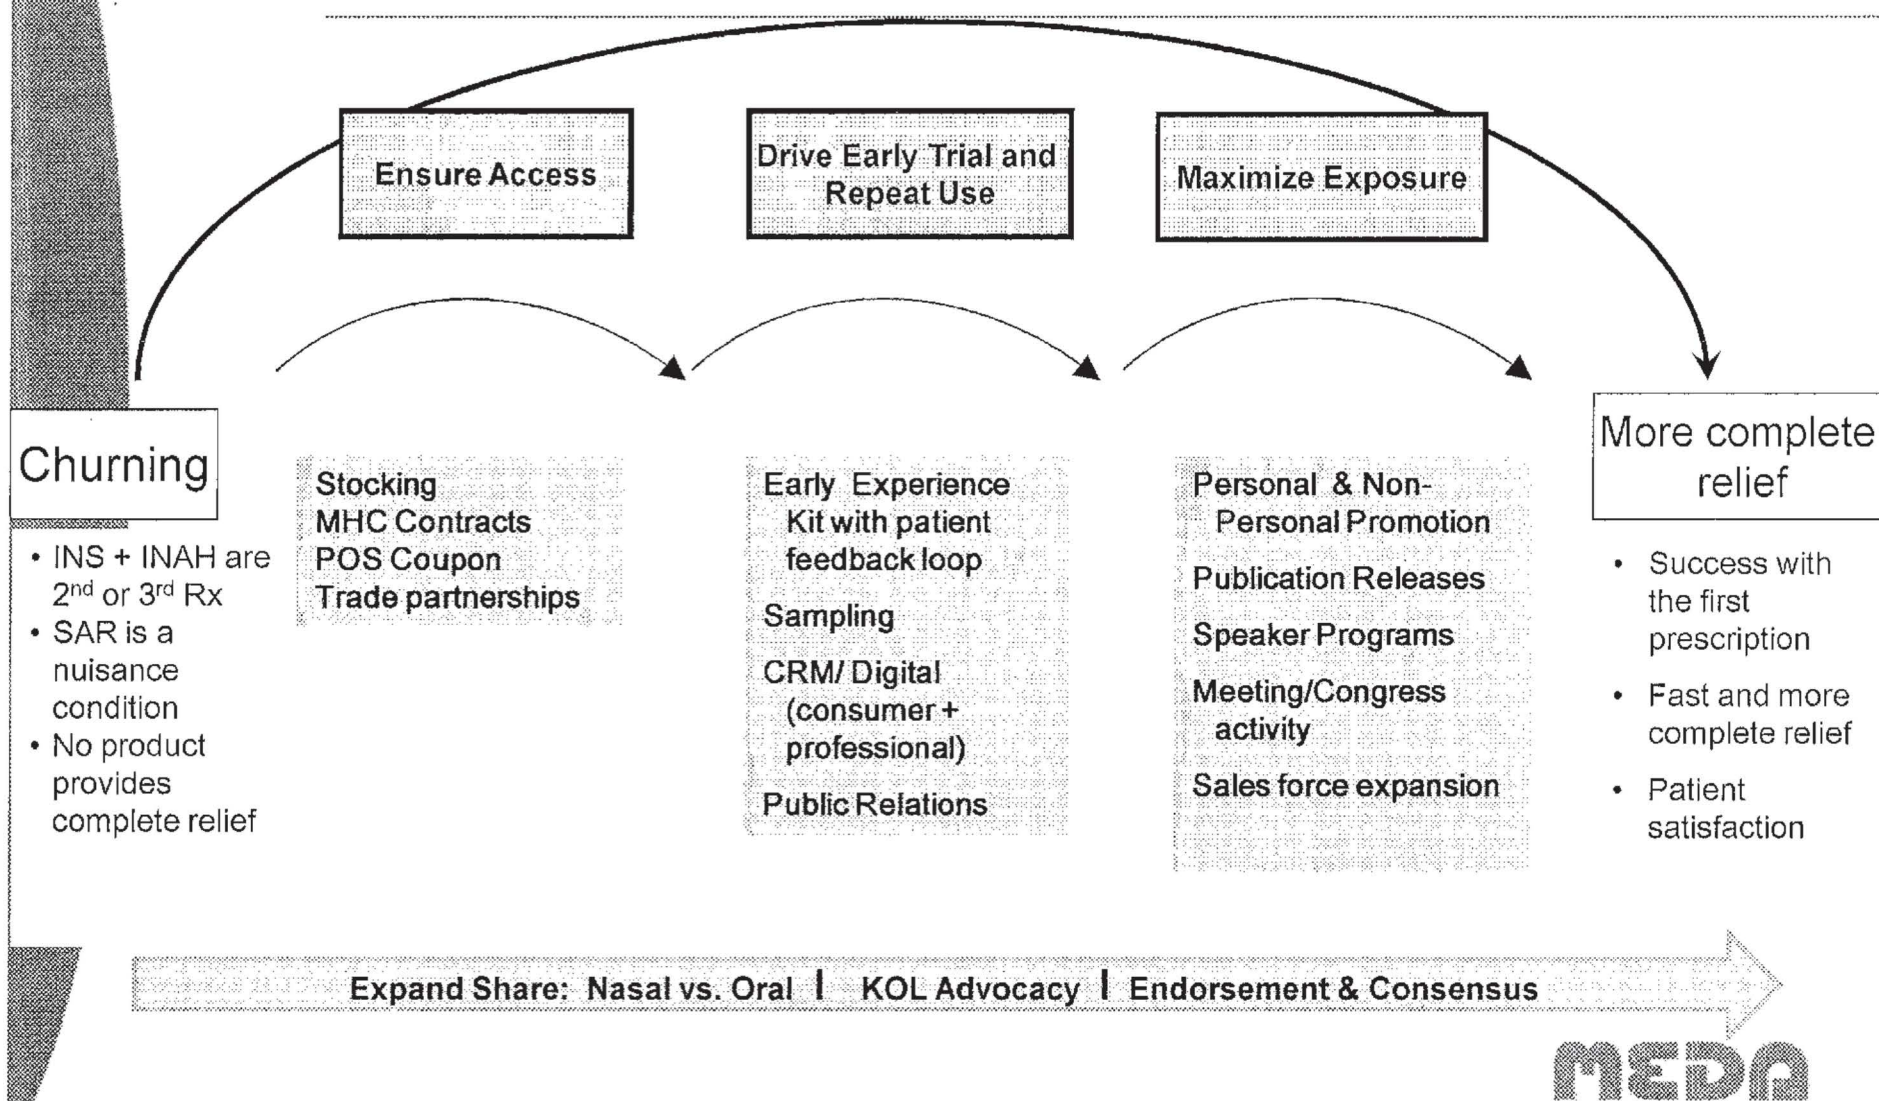 Ensure Access
Drive Early Trial and
Repeat Use
Maximize Exposure
Churning
• INS + INAH are
2nd or 3rd Rx
• SAR is a
nuisance
condition
• No product
provides
complete relief
Stocking
MHC Contracts
POS Coupon
Trade partnerships
Early Experience
Kit with patient
feedback loop
Sampling
CRM/ Digital
(consumer +
professional)
Public Relations
Personal & Non-
Personal Promotion
Publication Releases
Speaker Programs
Meeting/Congress
activity
Sales force expansion
More complete
relief
• Success with
the first
prescription
• Fast and more
complete relief
• Patient
satisfaction
Expand Share: Nasal vs. Oral | KOL Advocacy | Endorsement & Consensus
MEDA